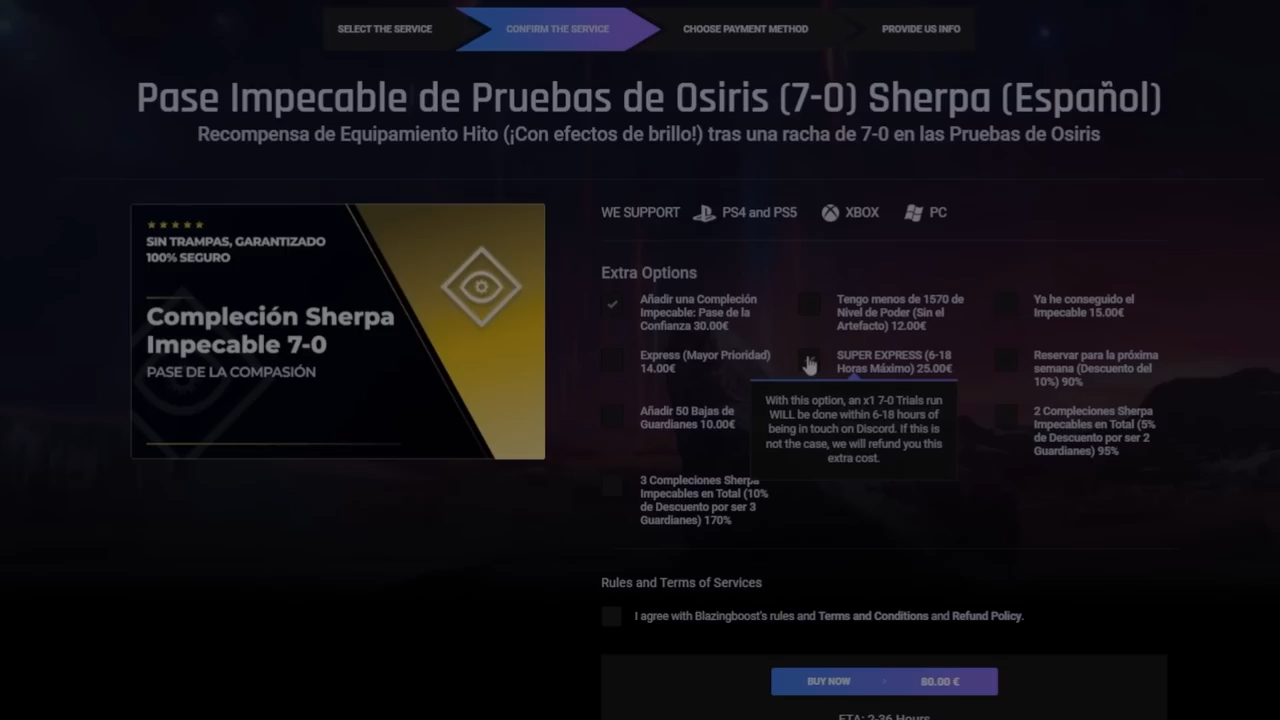 SELECT THE SERVICE
CONFIRM THE SERVICE
CHOOSE PAYMENT METHOD
PROVIDE US INFO
Pase Impecable de Pruebas de Osiris (7-0) Sherpa (Español)
Recompensa de Equipamiento Hito (¡Con efectos de brillo!) tras una racha de 7-0 en las Pruebas de Osiris
SIN TRAMPAS, GARANTIZADO
100% SEGURO
Compleción Sherpa
Impecable 7-0
PASE DE LA COMPASIÓN
WE SUPPORT
PS4 and PS5
XBOX
PC
Extra Options
Añadir una Compleción
Impecable: Pase de la
Confianza 30.00€
Tengo menos de 1570 de
Nivel de Poder (Sin el
Artefacto) 12.00€
Ya he conseguido el
Impecable 15.00€
Express (Mayor Prioridad)
14.00€
SUPER EXPRESS (6-18
Horas Máximo) 25.00€
Reservar para la próxima
semana (Descuento del
10%) 90%
With this option, an x1 7-0 Trials run
WILL be done within 6-18 hours of
being in touch on Discord. If this is
not the case, we will refund you this
extra cost.
Añadir 50 Bajas de
Guardianes 10.00€
2 Compleciones Sherpa
Impecables en Total (5%
de Descuento por ser 2
Guardianes) 95%
3 Compleciones Sherpa
Impecables en Total (10%
de Descuento por ser 3
Guardianes) 170%
Rules and Terms of Services
I agree with Blazingboost's rules and Terms and Conditions and Refund Policy.
BUY NOW
80.00 €
ETA: 2-36 Hours